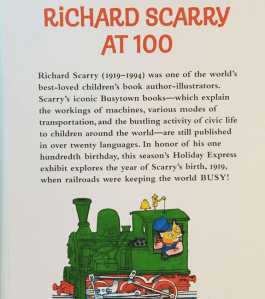 RiCHARD SCARRY
AT 100
Richard Scarry (1919–1994) was one of the world's
best-loved children's book author-illustrators.
Scarry's iconic Busytown books—which explain
the workings of machines, various modes of
transportation, and the bustling activity of civic life
to children around the world—are still published
in over twenty languages. In honor of his one
hundredth birthday, this season's Holiday Express
exhibit explores the year of Scarry's birth, 1919,
when railroads were keeping the world BUSY!